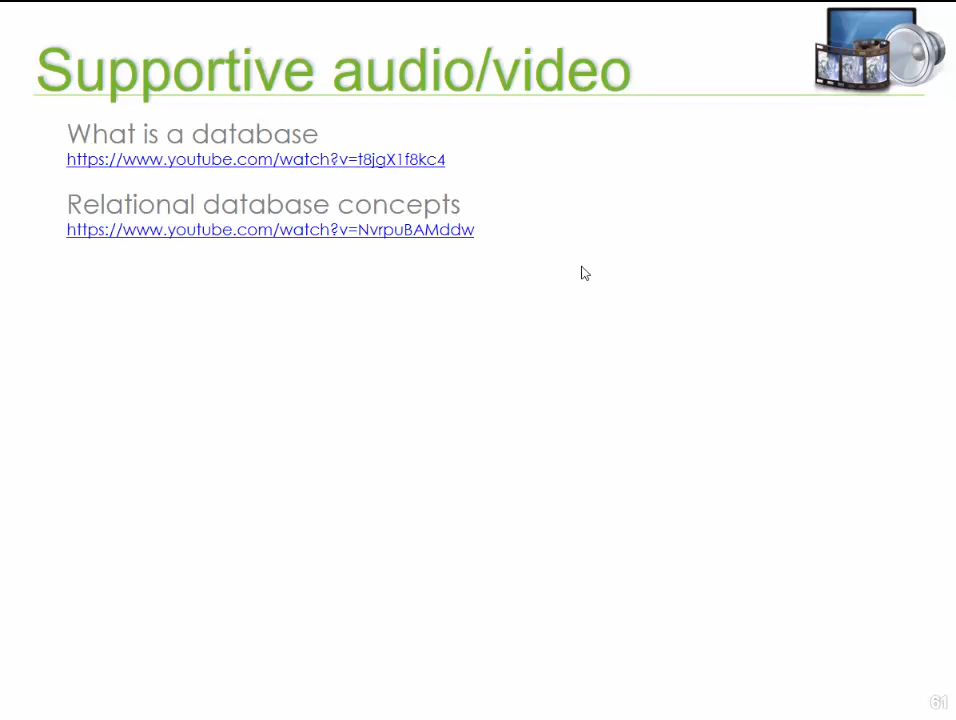 Supportive audio/video
What is a database
https://www.youtube.com/watch?v=t8jgX1f8kc4
Relational database concepts
https://www.youtube.com/watch?v=NvrpuBAMddw
61